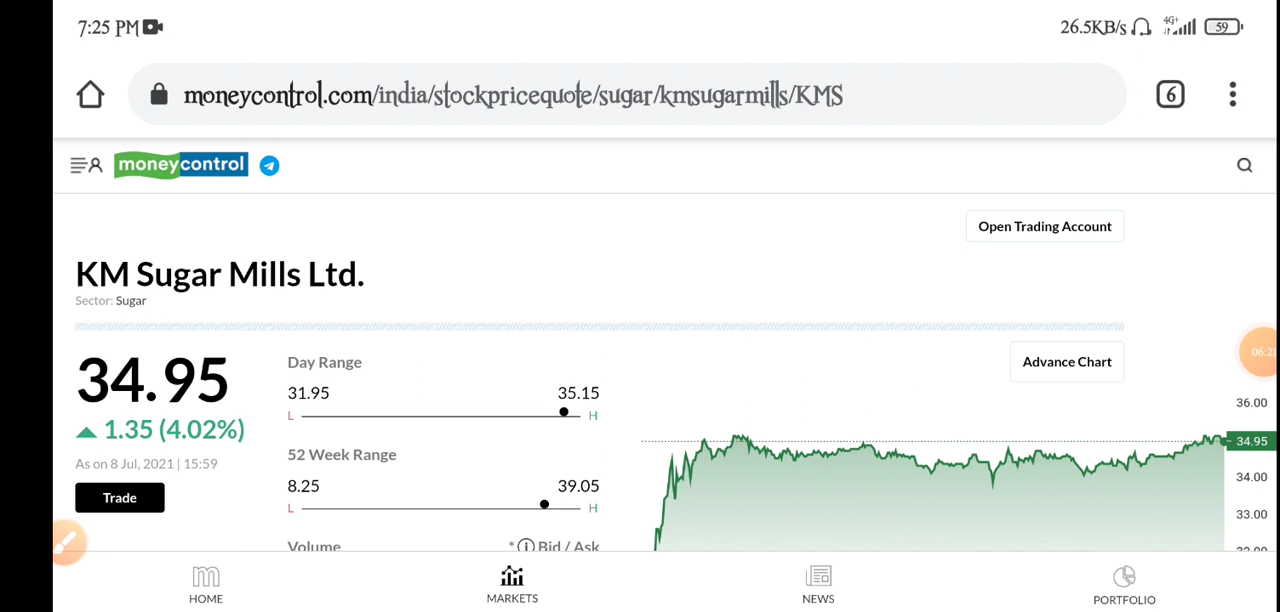 7:25 PM
26.5KB/s 4G+ 59
moneycontrol.com/india/stockpricequote/sugar/kmsugarmills/KMS
6
moneycontrol
Open Trading Account
KM Sugar Mills Ltd.
Sector: Sugar
34.95
1.35 (4.02%)
As on 8 Jul, 2021 | 15:59
Trade
Day Range
31.95 35.15
L H
52 Week Range
8.25 39.05
L H
Volume * Bid / Ask
Advance Chart
36.00
34.95
34.00
33.00
32.00
HOME
MARKETS
NEWS
PORTFOLIO